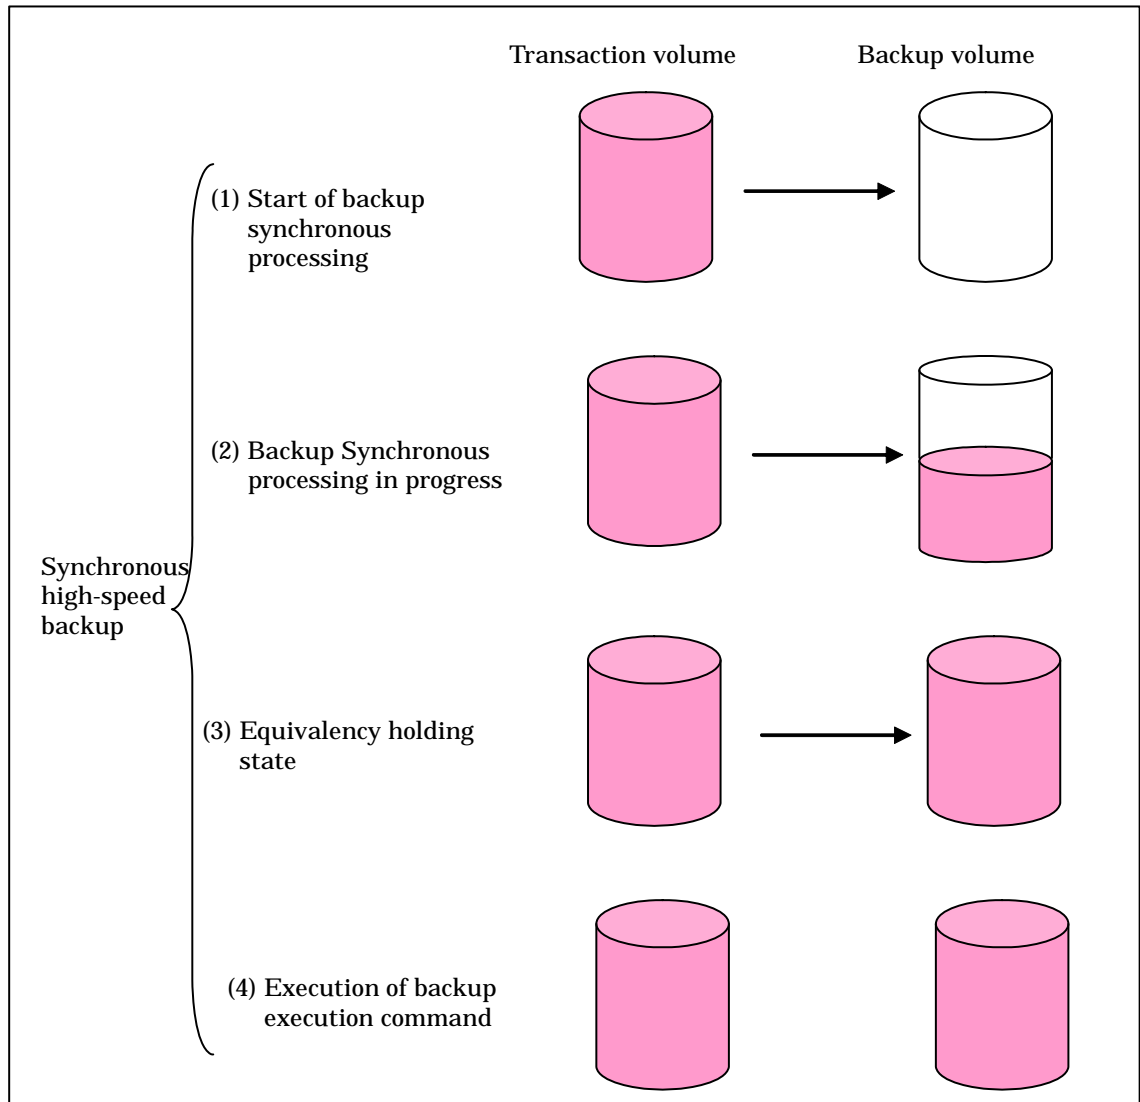 Transaction volume
Backup volume
(1) Start of backup
synchronous
processing
(2) Backup Synchronous
processing in progress
Synchronous
high-speed
backup
(3) Equivalency holding
state
(4) Execution of backup
execution command